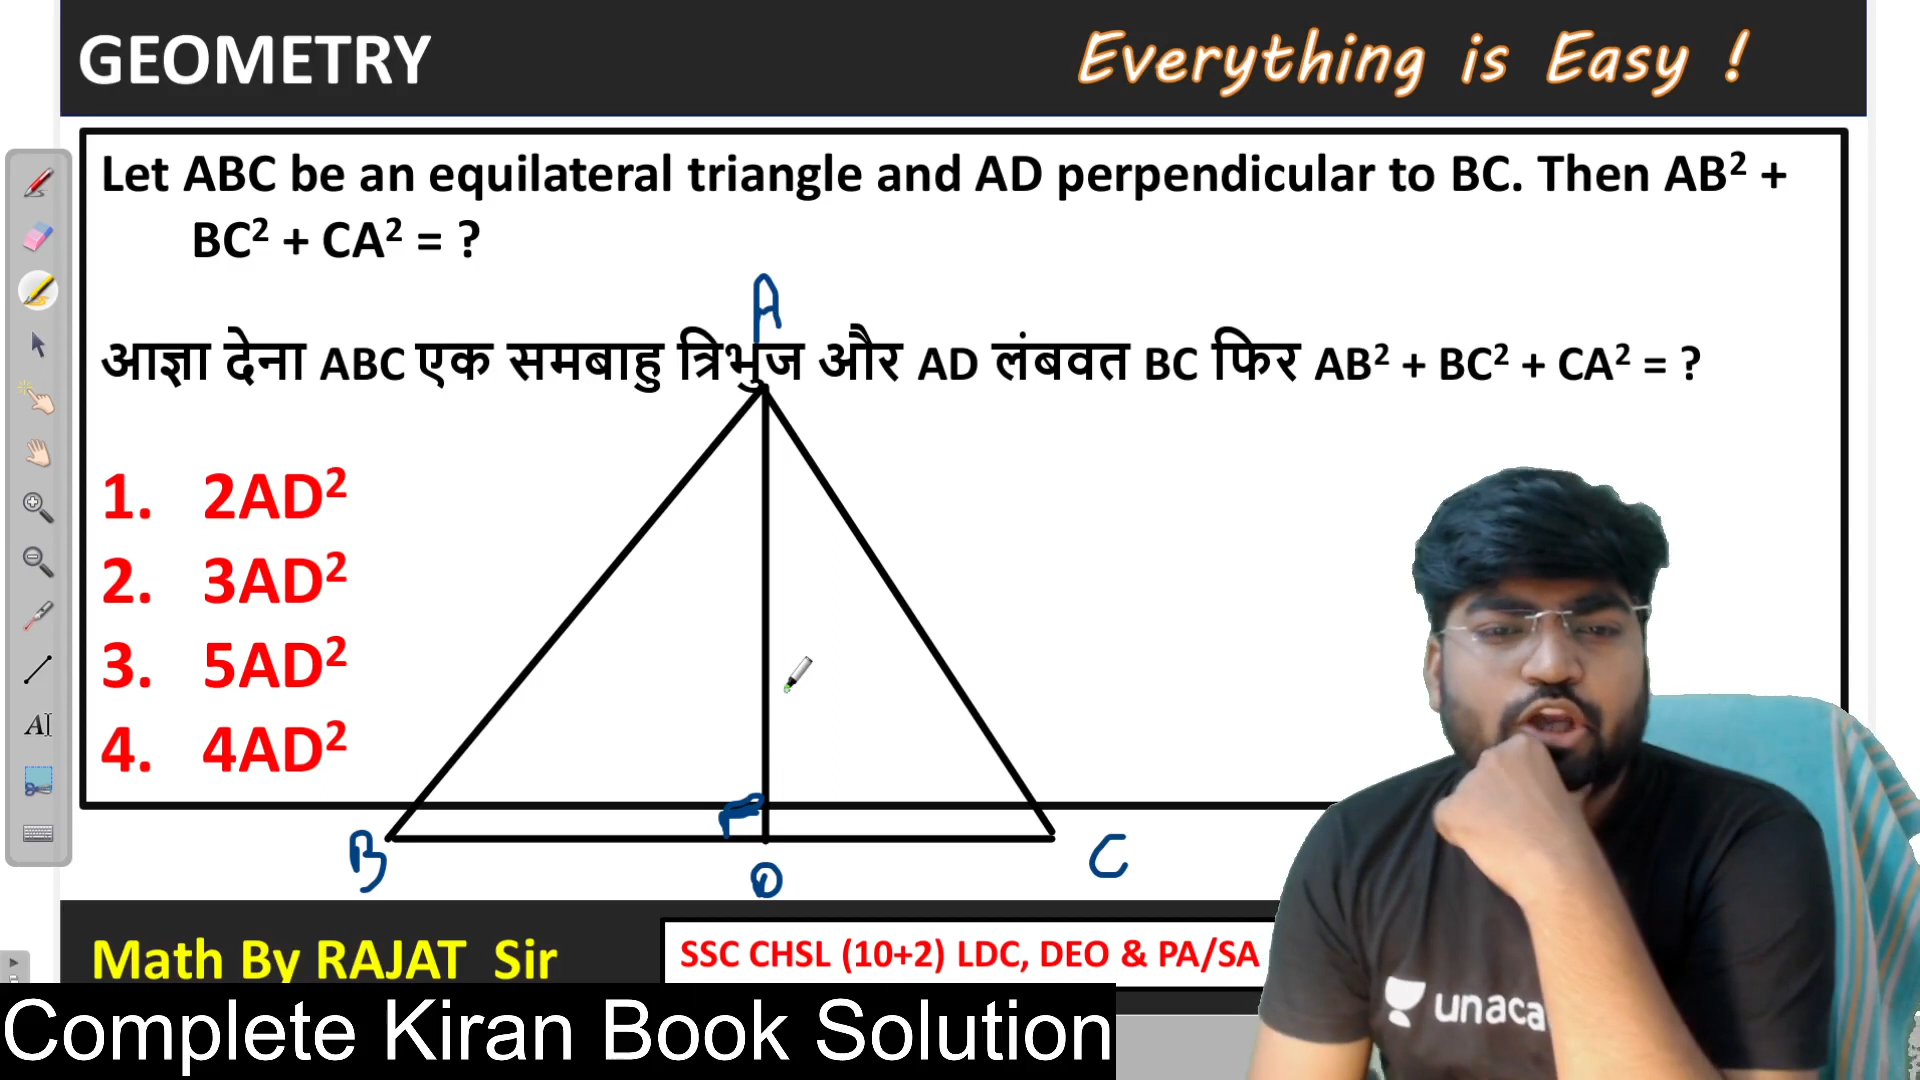 GEOMETRY
Everything is Easy !
Let ABC be an equilateral triangle and AD perpendicular to BC. Then AB² +
BC² + CA² = ?
A
आज्ञा देना ABC एक समबाहु त्रिभुज और AD लंबवत BC फिर AB² + BC² + CA² = ?
1. 2AD²
2. 3AD²
3. 5AD²
4. 4AD²
B
D
C
Math By RAJAT Sir
SSC CHSL (10+2) LDC, DEO & PA/SA
Complete Kiran Book Solution
unaca